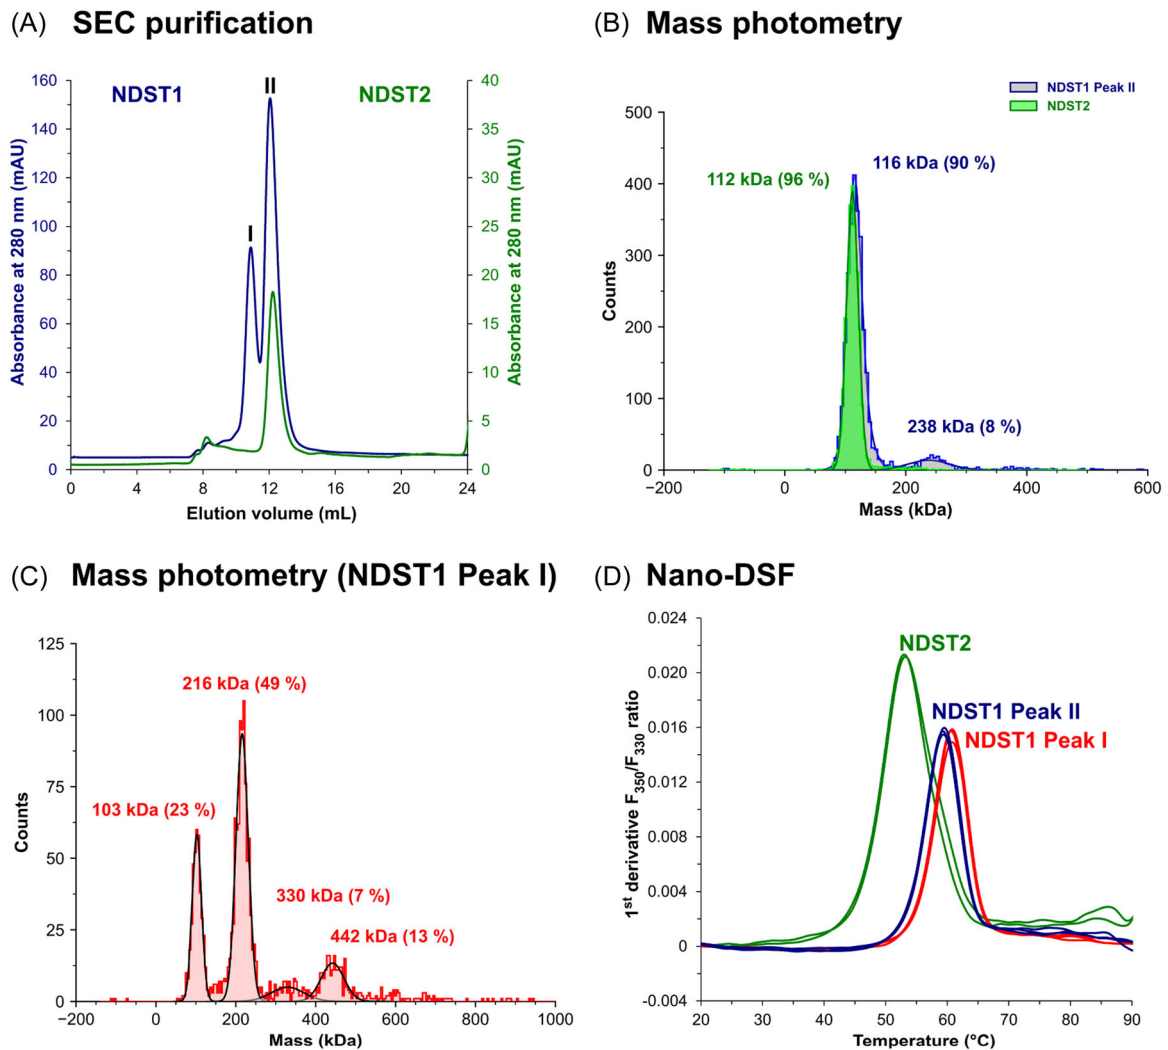 (A) SEC purification
NDST1
NDST2
I
II
160
140
120
100
80
60
40
20
0
Absorbance at 280 nm (mAU)
40
35
30
25
20
15
10
5
0
Absorbance at 280 nm (mAU)
0 4 8 12 16 20 24
Elution volume (mL)
(B) Mass photometry
NDST1 Peak II
NDST2
112 kDa (96 %)
116 kDa (90 %)
238 kDa (8 %)
500
400
300
200
100
0
Counts
−200 0 200 400 600
Mass (kDa)
(C) Mass photometry (NDST1 Peak I)
216 kDa (49 %)
103 kDa (23 %)
330 kDa (7 %)
442 kDa (13 %)
125
100
75
50
25
0
Counts
−200 0 200 400 600 800 1000
Mass (kDa)
(D) Nano-DSF
NDST2
NDST1 Peak II
NDST1 Peak I
0.024
0.020
0.016
0.012
0.008
0.004
0
-0.004
1st derivative F350/F330 ratio
20 30 40 50 60 70 80 90
Temperature (°C)